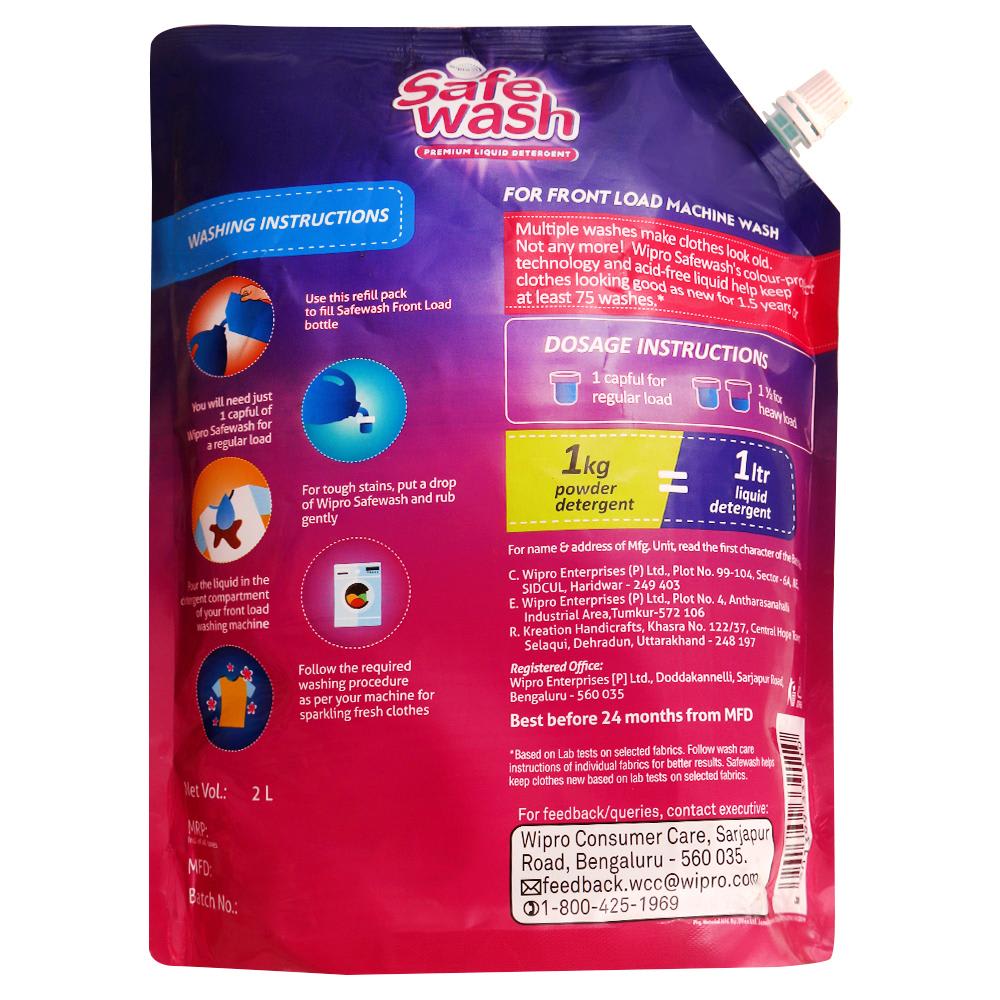 Safe
wash
PREMIUM LIQUID DETERGENT
WASHING INSTRUCTIONS
Use this refill pack
to fill Safewash Front Load
bottle
You will need just
1 capful of
Wipro Safewash for
a regular load
For tough stains, put a drop
of Wipro Safewash and rub
gently
the liquid in the
compartment
of your front load
washing machine
Follow the required
washing procedure
as per your machine for
sparkling fresh clothes
Net Vol.: 2 L
MRP:
MFD:
Batch No.:
FOR FRONT LOAD MACHINE WASH
Multiple washes make clothes look old.
Not any more! Wipro Safewash's
technology and acid-free liquid help keep
clothes looking good as new for 1.5 years or
at least 75 washes.*
DOSAGE INSTRUCTIONS
1 capful for
regular load
1 ½ for
heavy load
1kg
powder
detergent
=
1ltr
liquid
detergent
For name & address of Mfg. Unit, read the first character of the
C. Wipro Enterprises (P) Ltd., Plot No. 99-104, Sector-6A,
SIDCUL, Haridwar - 249 403
E. Wipro Enterprises (P) Ltd., Plot No. 4, Antharasanahalli
Industrial Area,Tumkur-572 106
R. Kreation Handicrafts, Khasra No. 122/37, Central Hope Town
Selaqui, Dehradun, Uttarakhand - 248 197
Registered Office:
Wipro Enterprises [P] Ltd., Doddakannelli, Sarjapur Road,
Bengaluru - 560 035
Best before 24 months from MFD
*Based on Lab tests on selected fabrics. Follow wash care
instructions of individual fabrics for better results. Safewash helps
keep clothes new based on lab tests on selected fabrics.
For feedback/queries, contact executive:
Wipro Consumer Care, Sarjapur
Road, Bengaluru - 560 035.
feedback.wcc@wipro.com
1-800-425-1969